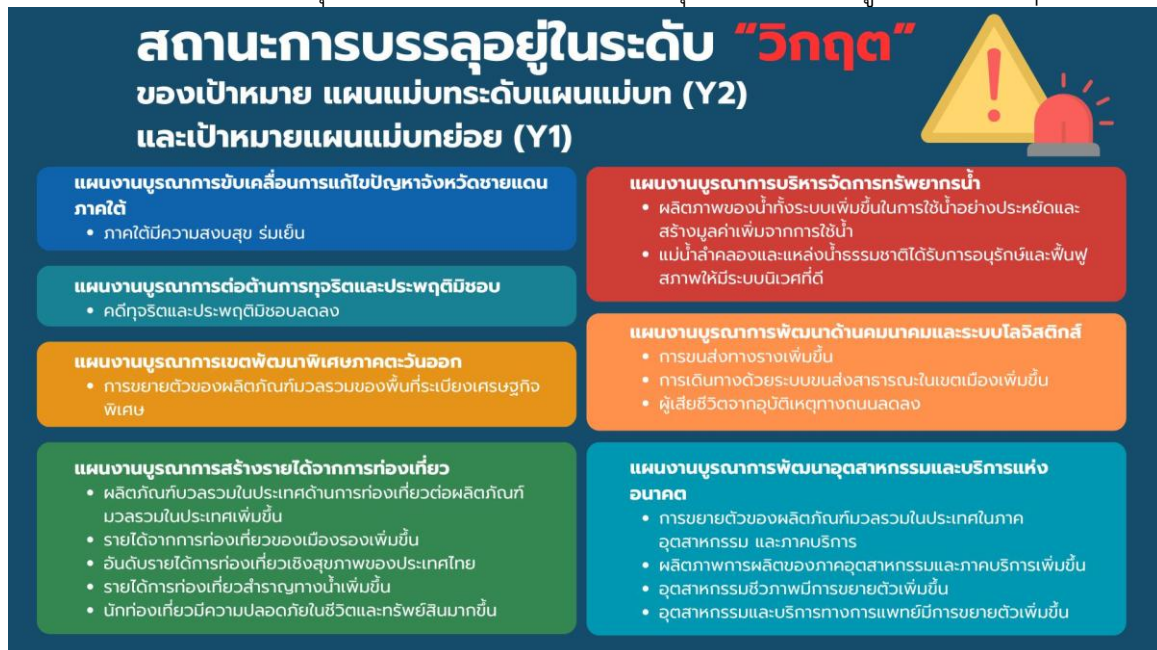 สถานะการบรรลุอยู่ในระดับ “วิกฤต”
ของเป้าหมาย แผนแม่บทระดับแผนแม่บท (Y2)
และเป้าหมายแผนแม่บทย่อย (Y1)
แผนงานบูรณาการขับเคลื่อนการแก้ไขปัญหาจังหวัดชายแดน
ภาคใต้
• ภาคใต้มีความสงบสุข ร่มเย็น
แผนงานบูรณาการต่อต้านการทุจริตและประพฤติมิชอบ
• คดีทุจริตและประพฤติมิชอบลดลง
แผนงานบูรณาการเขตพัฒนาพิเศษภาคตะวันออก
• การขยายตัวของผลิตภัณฑ์มวลรวมของพื้นที่ระเบียงเศรษฐกิจ
พิเศษ
แผนงานบูรณาการสร้างรายได้จากการท่องเที่ยว
• ผลิตภัณฑ์บวลรวมในประเทศด้านการท่องเที่ยวต่อผลิตภัณฑ์
มวลรวมในประเทศเพิ่มขึ้น
• รายได้จากการท่องเที่ยวของเมืองรองเพิ่มขึ้น
• อันดับรายได้การท่องเที่ยวเชิงสุขภาพของประเทศไทย
• รายได้การท่องเที่ยวสำราญทางน้ำเพิ่มขึ้น
• นักท่องเที่ยวมีความปลอดภัยในชีวิตและทรัพย์สินมากขึ้น
แผนงานบูรณาการบริหารจัดการทรัพยากรน้ำ
• ผลิตภาพของน้ำทั้งระบบเพิ่มขึ้นในการใช้น้ำอย่างประหยัดและ
สร้างมูลค่าเพิ่มจากการใช้น้ำ
• แม่น้ำลำคลองและแหล่งน้ำธรรมชาติได้รับการอนุรักษ์และฟื้นฟู
สภาพให้มีระบบนิเวศที่ดี
แผนงานบูรณาการพัฒนาด้านคมนาคมและระบบโลจิสติกส์
• การขนส่งทางรางเพิ่มขึ้น
• การเดินทางด้วยระบบขนส่งสาธารณะในเขตเมืองเพิ่มขึ้น
• ผู้เสียชีวิตจากอุบัติเหตุทางถนนลดลง
แผนงานบูรณาการพัฒนาอุตสาหกรรมและบริการแห่ง
อนาคต
• การขยายตัวของผลิตภัณฑ์มวลรวมในประเทศในภาค
อุตสาหกรรม และภาคบริการ
• ผลิตภาพการผลิตของภาคอุตสาหกรรมและภาคบริการเพิ่มขึ้น
• อุตสาหกรรมชีวภาพมีการขยายตัวเพิ่มขึ้น
• อุตสาหกรรมและบริการทางการแพทย์มีการขยายตัวเพิ่มขึ้น